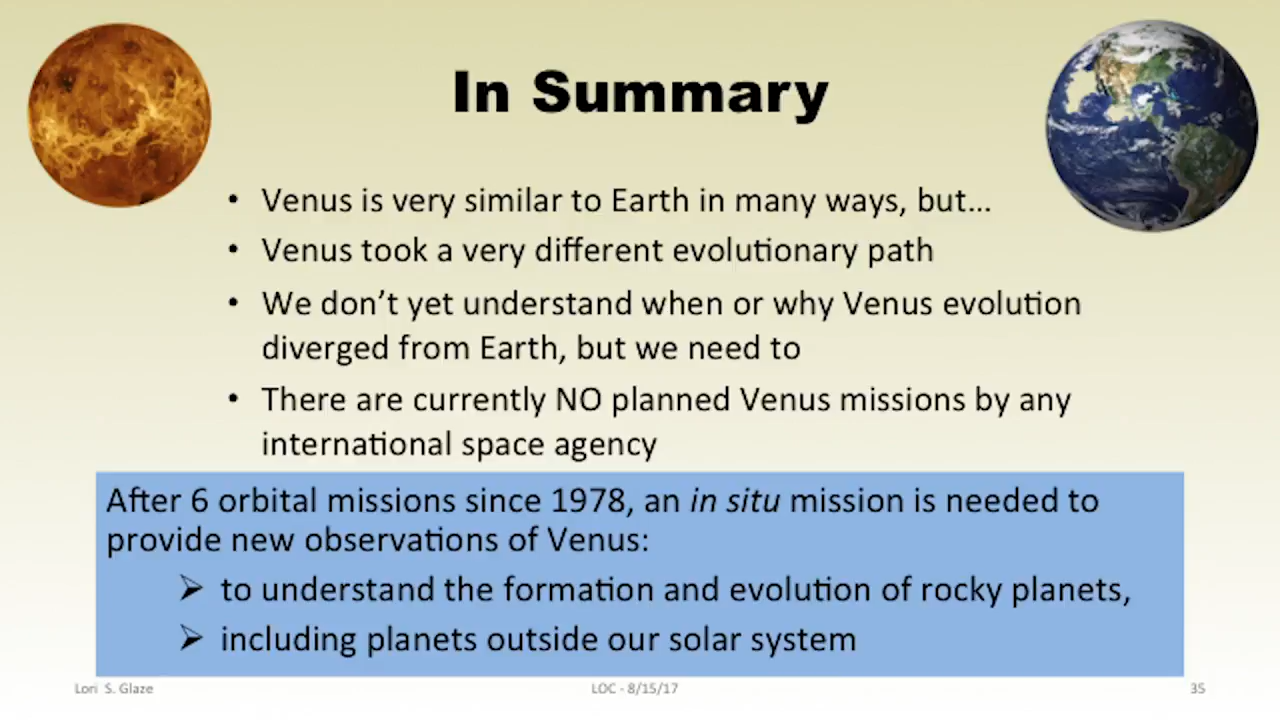 In Summary
• Venus is very similar to Earth in many ways, but…
• Venus took a very different evolutionary path
• We don’t yet understand when or why Venus evolution
diverged from Earth, but we need to
• There are currently NO planned Venus missions by any
international space agency
After 6 orbital missions since 1978, an in situ mission is needed to
provide new observations of Venus:
➢ to understand the formation and evolution of rocky planets,
➢ including planets outside our solar system
Lori S. Glaze
LOC - 8/15/17
35